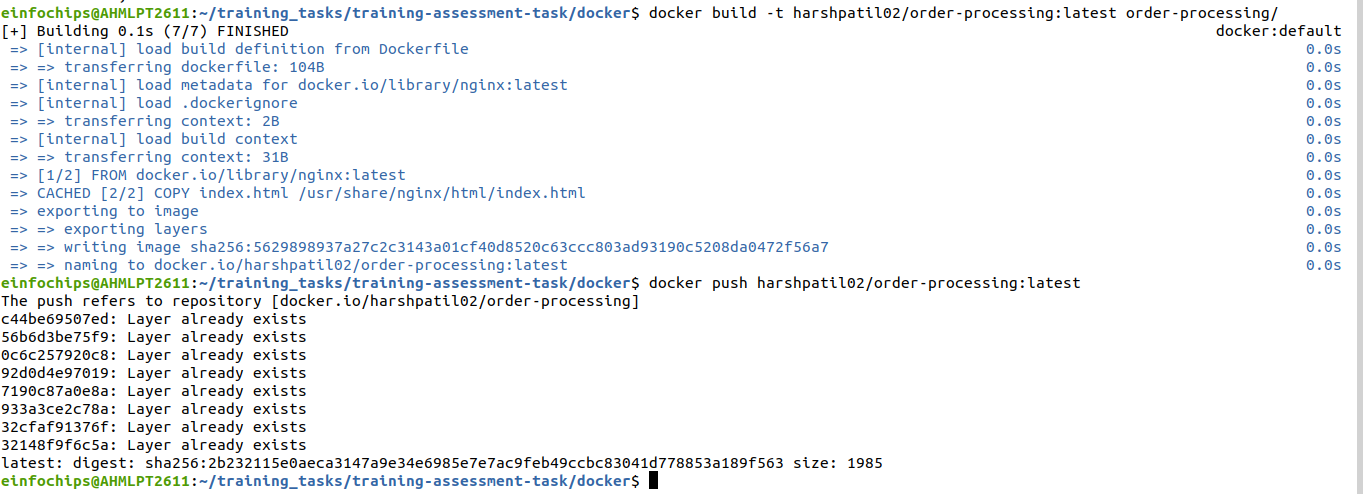 einfochips@AHMLPT2611:~/training_tasks/training-assessment-task/docker$ docker build -t harshpatil02/order-processing:latest order-processing/
[+] Building 0.1s (7/7) FINISHED docker:default
=> [internal] load build definition from Dockerfile 0.0s
=> => transferring dockerfile: 104B 0.0s
=> [internal] load metadata for docker.io/library/nginx:latest 0.0s
=> [internal] load .dockerignore 0.0s
=> => transferring context: 2B 0.0s
=> [internal] load build context 0.0s
=> => transferring context: 31B 0.0s
=> [1/2] FROM docker.io/library/nginx:latest 0.0s
=> CACHED [2/2] COPY index.html /usr/share/nginx/html/index.html 0.0s
=> exporting to image 0.0s
=> => exporting layers 0.0s
=> => writing image sha256:5629898937a27c2c3143a01cf40d8520c63ccc803ad93190c5208da0472f56a7 0.0s
=> => naming to docker.io/harshpatil02/order-processing:latest 0.0s
einfochips@AHMLPT2611:~/training_tasks/training-assessment-task/docker$ docker push harshpatil02/order-processing:latest
The push refers to repository [docker.io/harshpatil02/order-processing]
c44be69507ed: Layer already exists
56b6d3be75f9: Layer already exists
0c6c257920c8: Layer already exists
92d0d4e97019: Layer already exists
7190c87a0e8a: Layer already exists
933a3ce2c78a: Layer already exists
32cfaf91376f: Layer already exists
32148f9f6c5a: Layer already exists
latest: digest: sha256:2b232115e0aeca3147a9e34e6985e7e7ac9feb49ccbc83041d778853a189f563 size: 1985
einfochips@AHMLPT2611:~/training_tasks/training-assessment-task/docker$